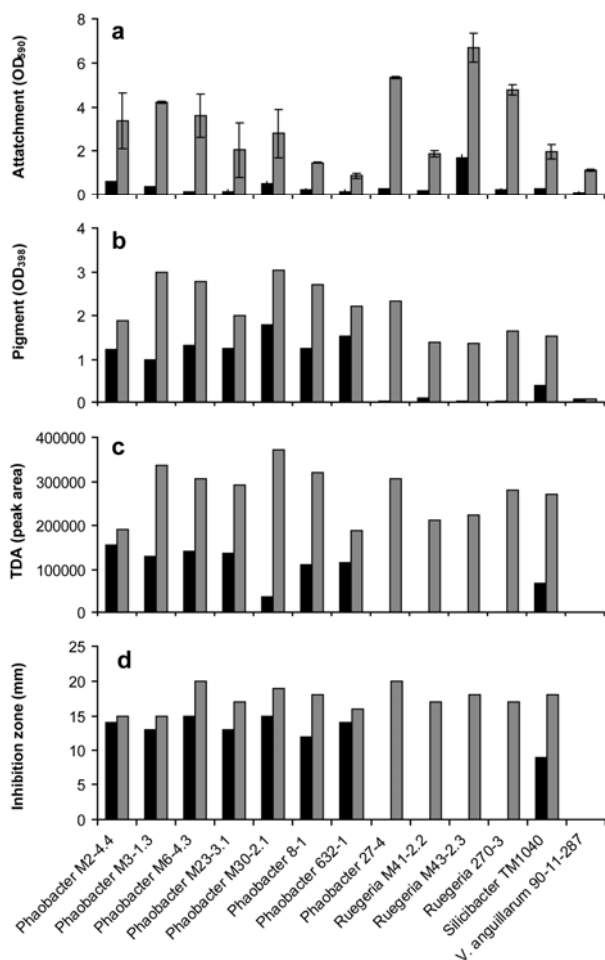 a
Attatchment (OD590)
8
6
4
2
0
b
Pigment (OD398)
4
3
2
1
0
c
TDA (peak area)
400000
300000
200000
100000
0
d
Inhibition zone (mm)
25
20
15
10
5
0
Phaobacter M2-4.4
Phaobacter M3-1.3
Phaobacter M6-4.3
Phaobacter M23-3.1
Phaobacter M30-2.1
Phaobacter 8-1
Phaobacter 632-1
Phaobacter 27-4
Ruegeria M41-2.2
Ruegeria M43-2.3
Ruegeria 270-3
Silicibacter TM1040
V. anguillarum 90-11-287